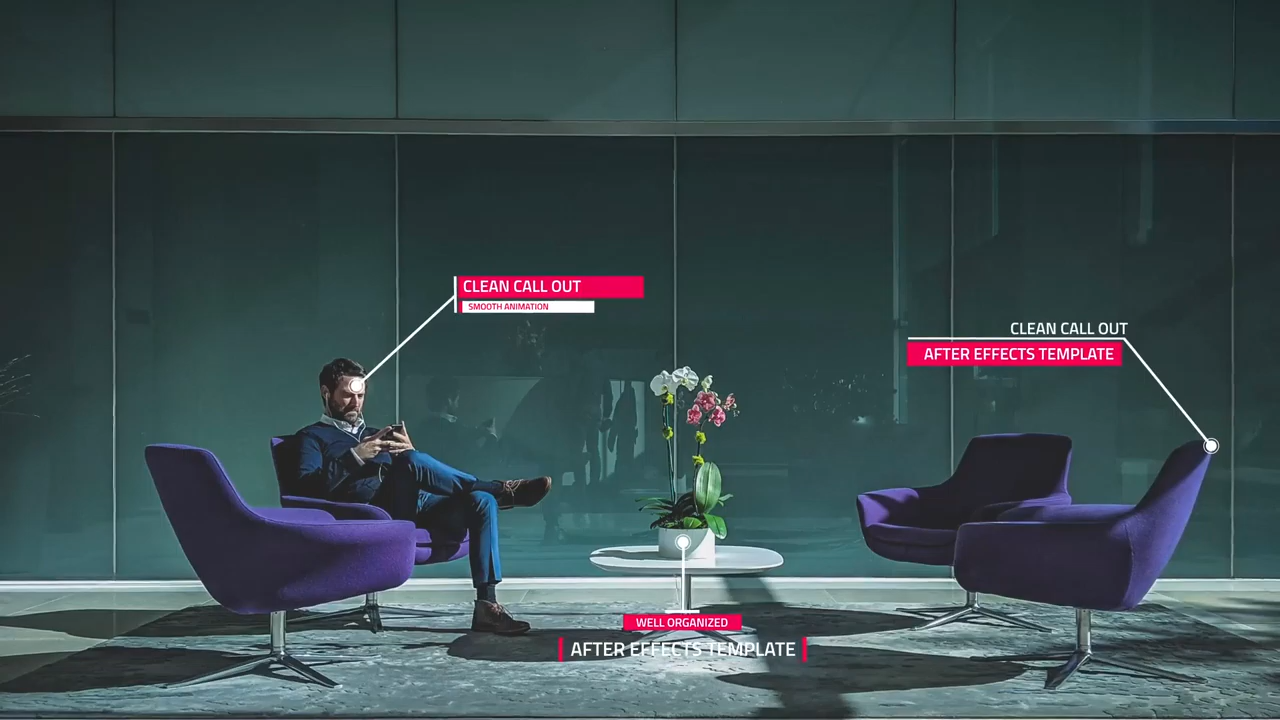 CLEAN CALL OUT
SMOOTH ANIMATION
CLEAN CALL OUT
AFTER EFFECTS TEMPLATE
WELL ORGANIZED
AFTER EFFECTS TEMPLATE